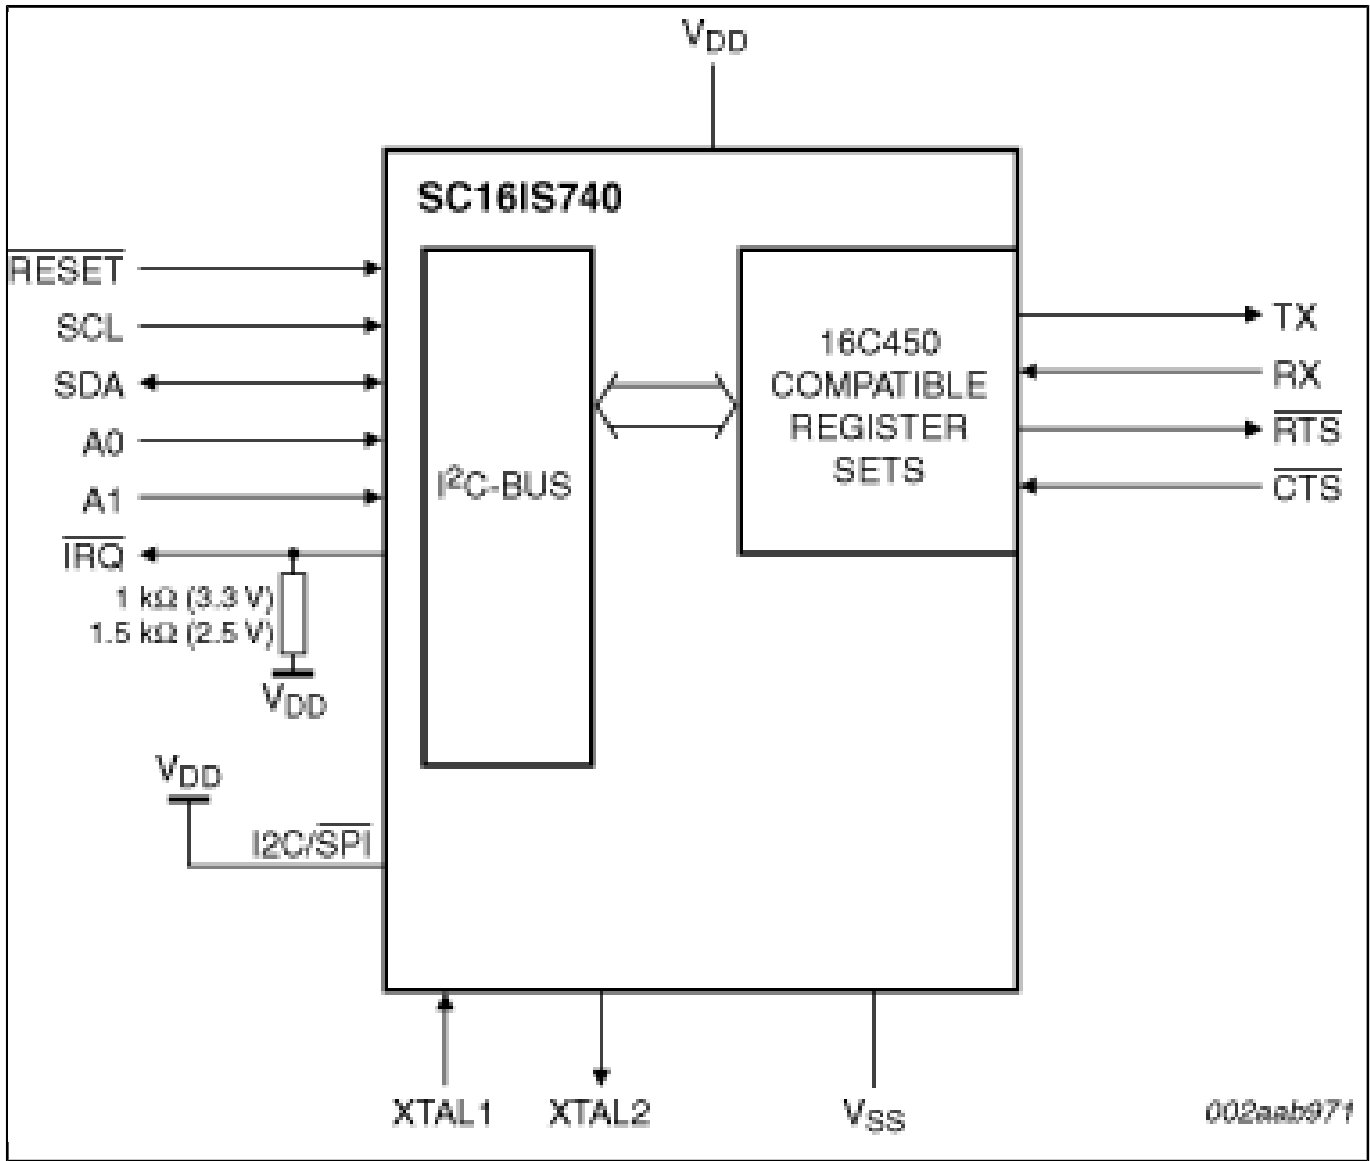 VDD
SC16IS740
RESET
SCL
SDA
A0
A1
IRQ
1 kΩ (3.3 V)
1.5 kΩ (2.5 V)
VDD
VDD
I2C/SPI
I²C-BUS
16C450
COMPATIBLE
REGISTER
SETS
TX
RX
RTS
CTS
XTAL1
XTAL2
VSS
002aab971